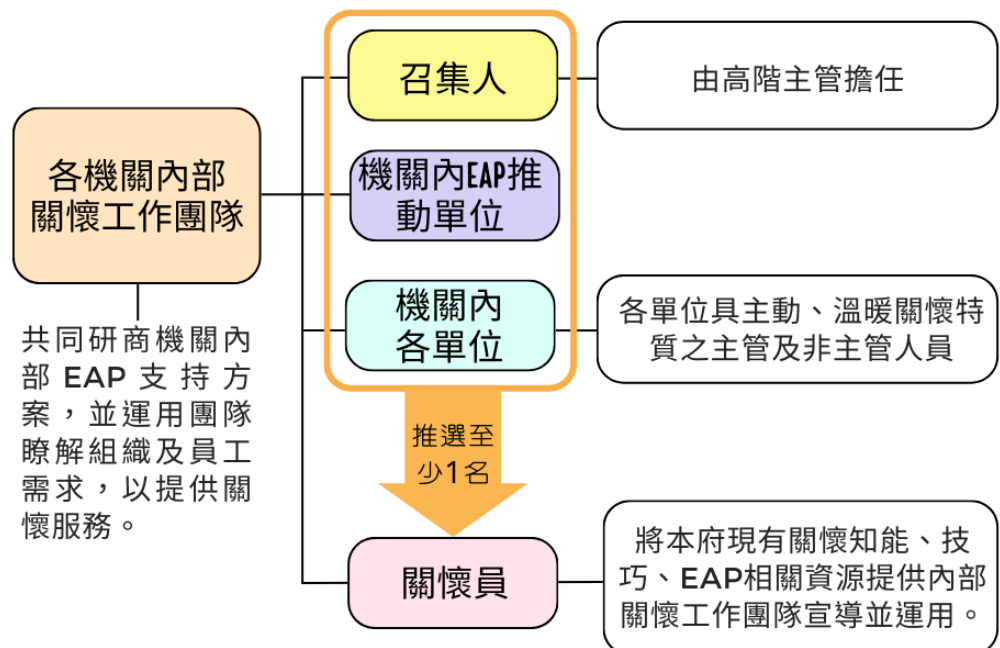 召集人
由高階主管擔任
各機關內部
關懷工作團隊
機關內EAP推
動單位
機關內
各單位
各單位具主動、溫暖關懷特
質之主管及非主管人員
共同研商機關內
部EAP支持方
案，並運用團隊
瞭解組織及員工
需求，以提供關
懷服務。
推選至
少1名
關懷員
將本府現有關懷知能、技
巧、EAP相關資源提供內部
關懷工作團隊宣導並運用。